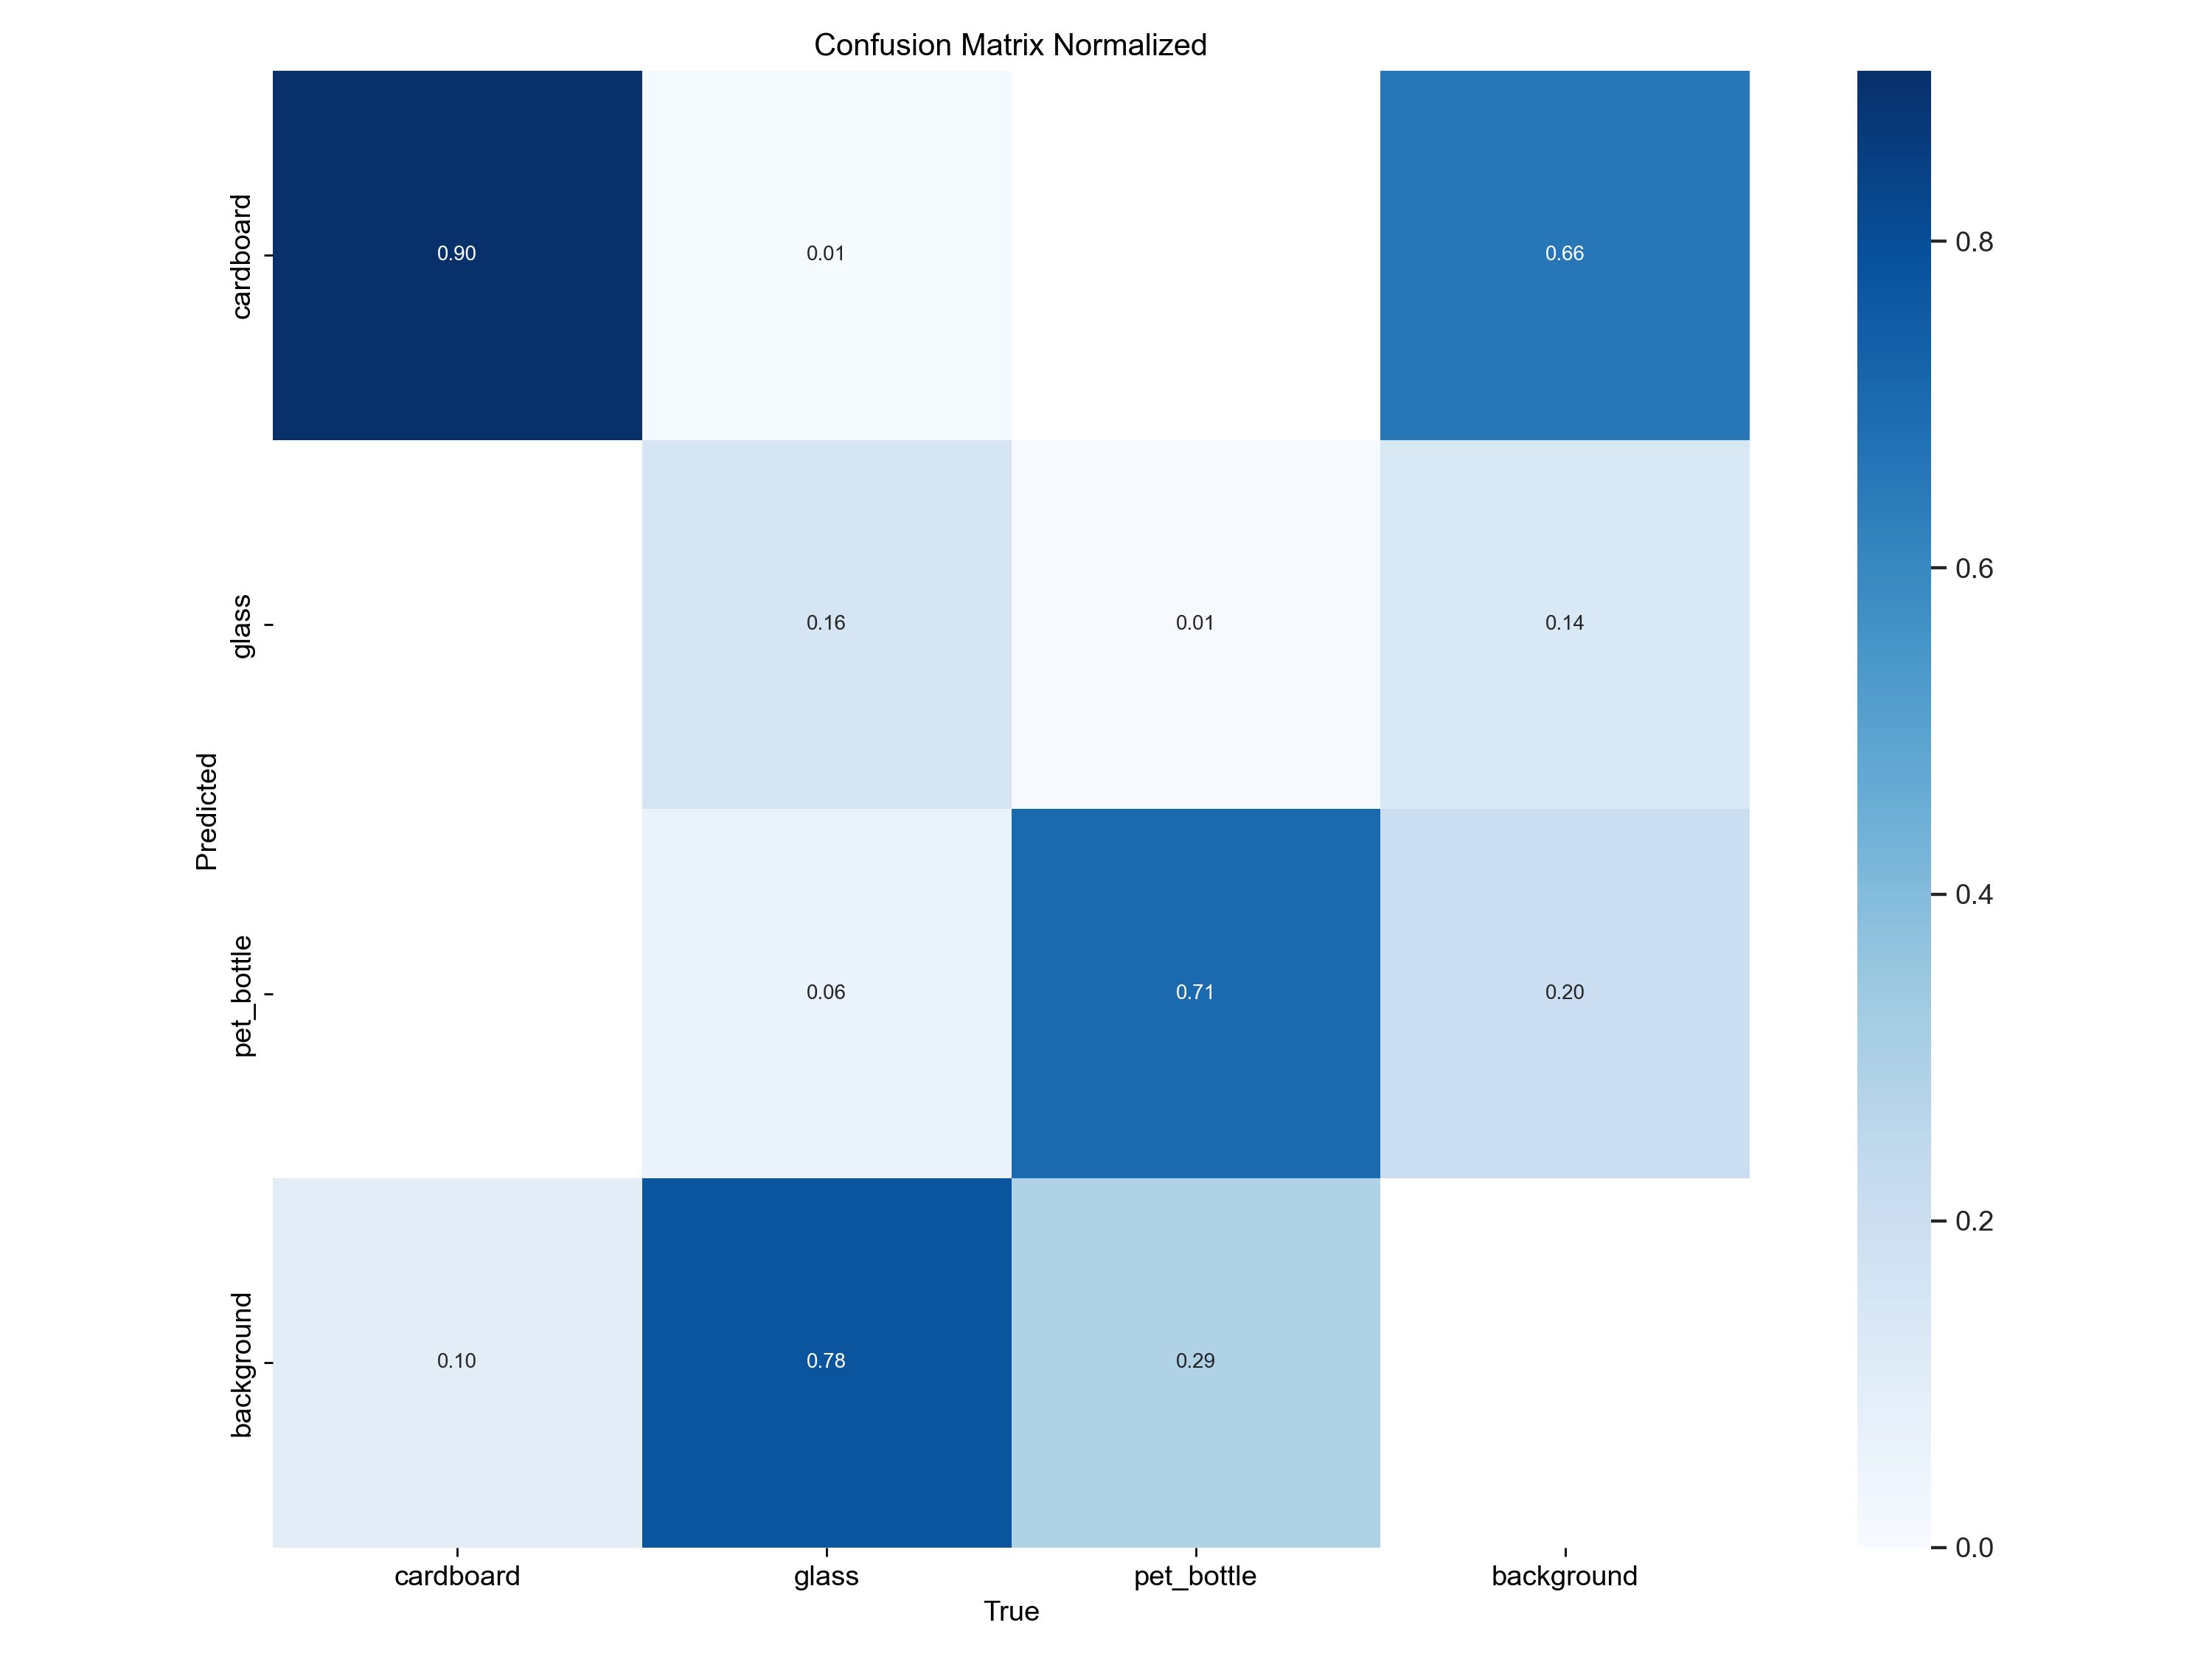 Confusion Matrix Normalized
cardboard
0.90
0.01
0.66
0.8
0.6
glass
0.16
0.01
0.14
Predicted
0.4
pet_bottle
0.06
0.71
0.20
0.2
background
0.10
0.78
0.29
0.0
cardboard
glass
pet_bottle
background
True